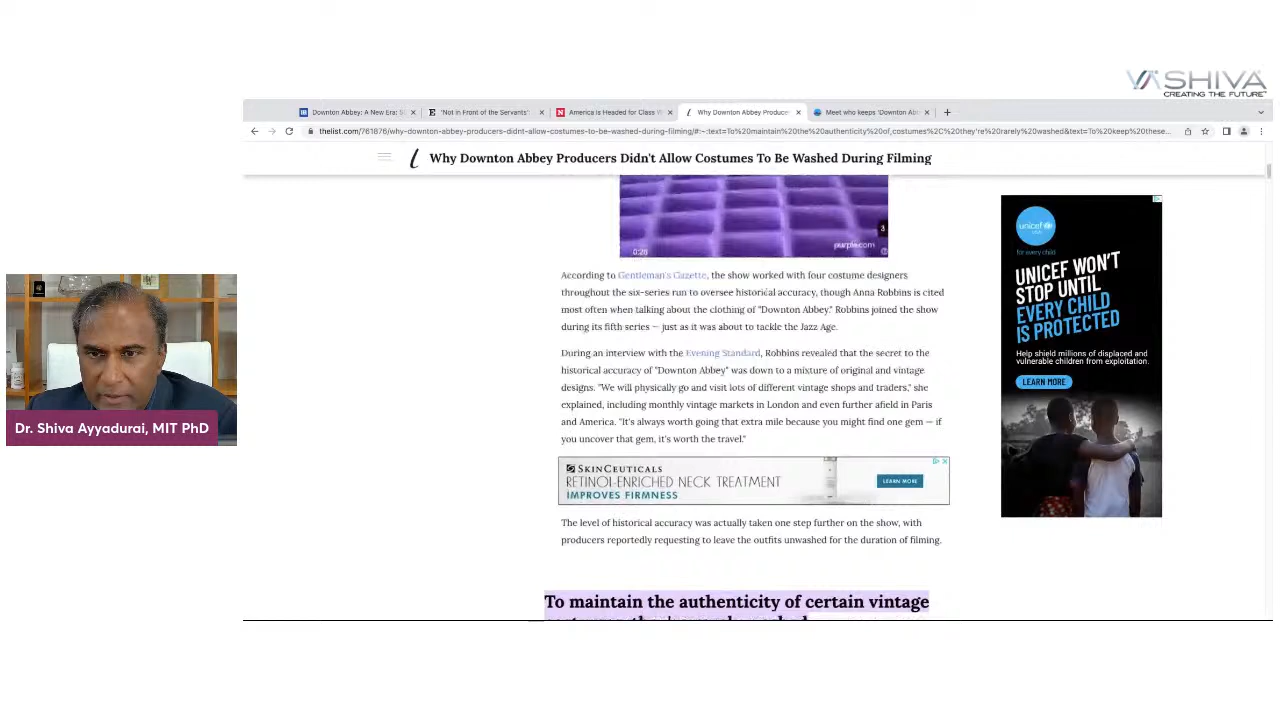 VASHIVA
CREATING THE FUTURE™
Downton Abbey: A New Era: S
"Not in Front of the Servants"
America Is Headed for Class W
Why Downton Abbey Produce
Meet who keeps 'Downton Ab
thelist.com/761876/why-downton-abbey-producers-didnt-allow-costumes-to-be-washed-during-filming/#:~:text=To%20maintain%20the%20authenticity%20of,costumes%2C%20they're%20rarely%20washed&text=To%20keep%20these...
Why Downton Abbey Producers Didn't Allow Costumes To Be Washed During Filming
3
0:28
purple.com
According to Gentleman's Gazette, the show worked with four costume designers
throughout the six-series run to oversee historical accuracy, though Anna Robbins is cited
most often when talking about the clothing of "Downton Abbey." Robbins joined the show
during its fifth series — just as it was about to tackle the Jazz Age.
During an interview with the Evening Standard, Robbins revealed that the secret to the
historical accuracy of "Downton Abbey" was down to a mixture of original and vintage
designs. "We will physically go and visit lots of different vintage shops and traders," she
explained, including monthly vintage markets in London and even further afield in Paris
and America. "It's always worth going that extra mile because you might find one gem — if
you uncover that gem, it's worth the travel."
SKINCEUTICALS
RETINOL-ENRICHED NECK TREATMENT
IMPROVES FIRMNESS
LEARN MORE
The level of historical accuracy was actually taken one step further on the show, with
producers reportedly requesting to leave the outfits unwashed for the duration of filming.
To maintain the authenticity of certain vintage
unicef
for every child
UNICEF WON'T
STOP UNTIL
EVERY CHILD
IS PROTECTED
Help shield millions of displaced and
vulnerable children from exploitation.
LEARN MORE
Dr. Shiva Ayyadurai, MIT PhD